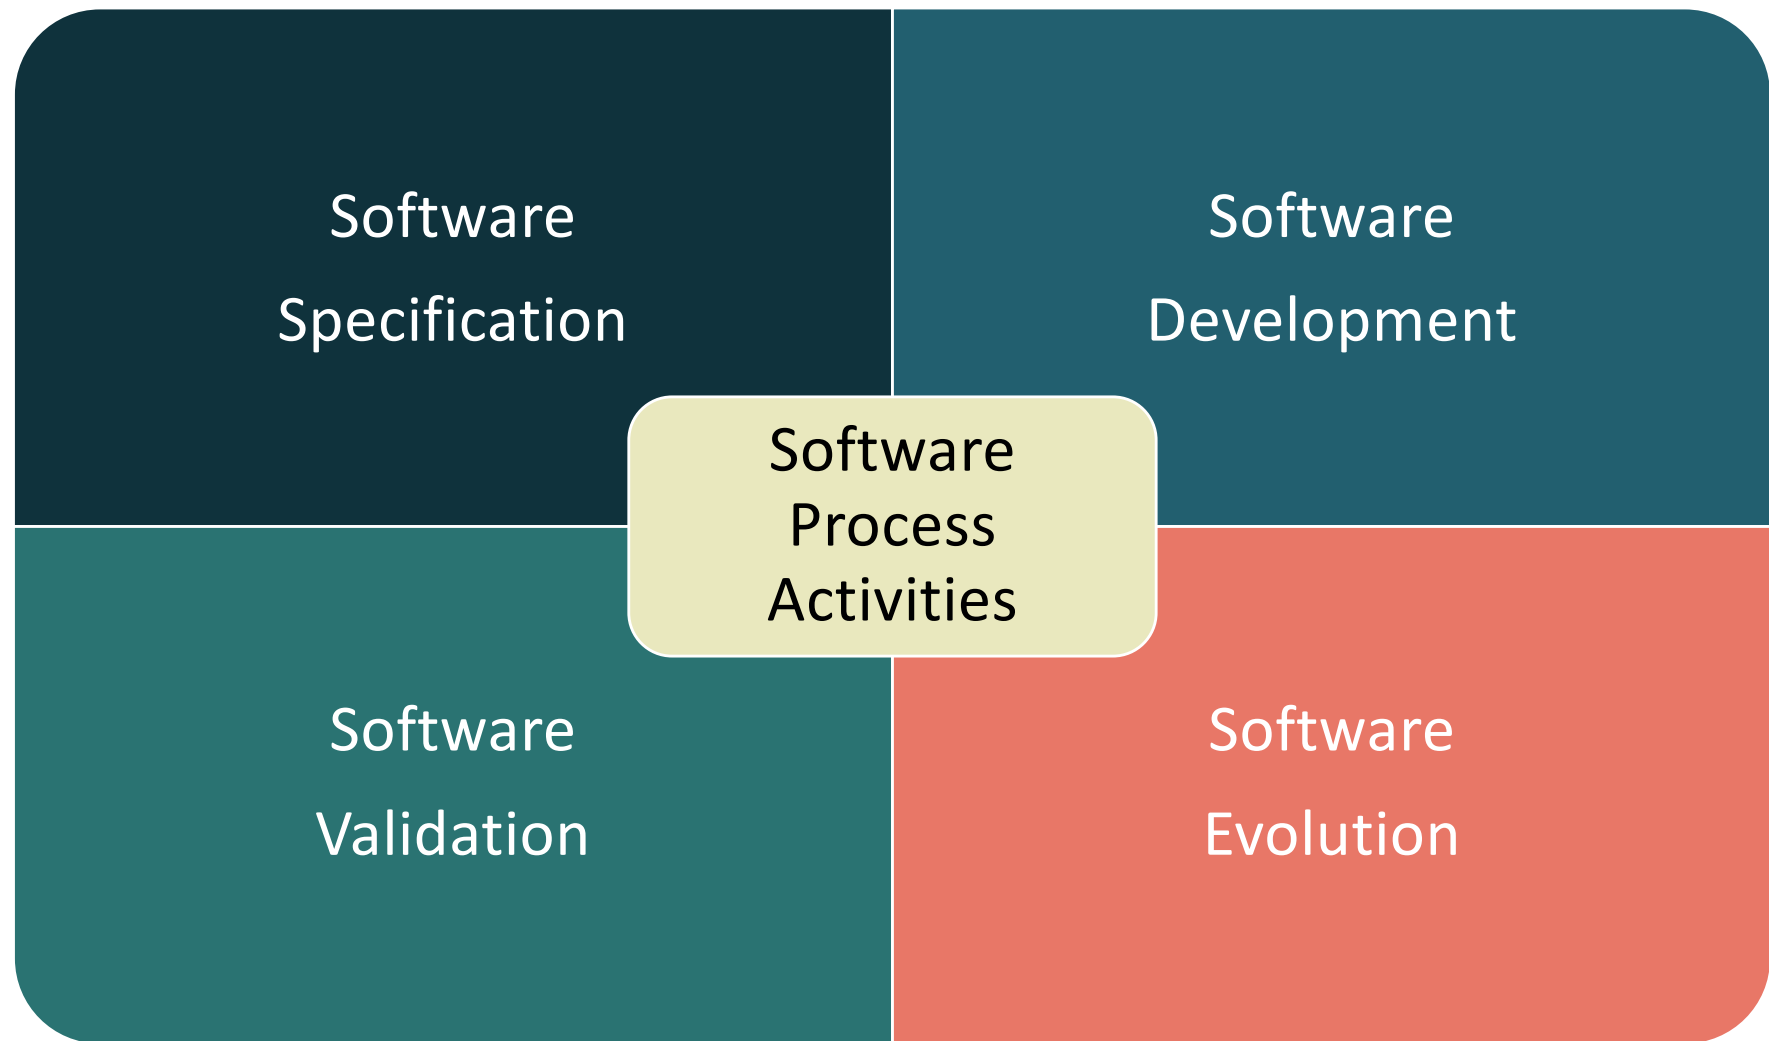 Software
Specification
Software
Development
Software
Process
Activities
Software
Validation
Software
Evolution